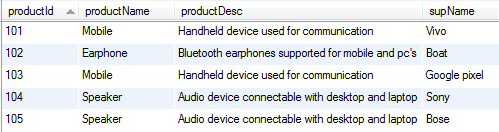 productId productName productDesc supName
101 Mobile Handheld device used for communication Vivo
102 Earphone Bluetooth earphones supported for mobile and pc's Boat
103 Mobile Handheld device used for communication Google pixel
104 Speaker Audio device connectable with desktop and laptop Sony
105 Speaker Audio device connectable with desktop and laptop Bose